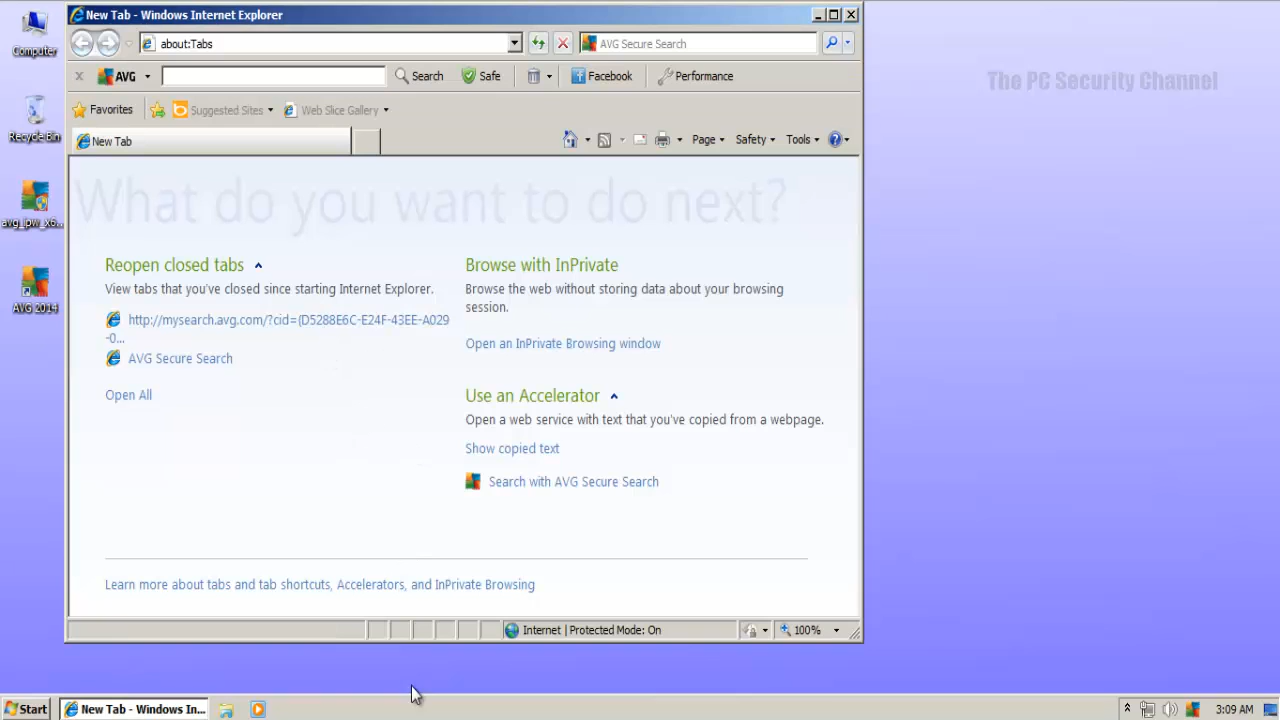 Computer
Recycle Bin
avg_ipw_x6...
AVG 2014
New Tab - Windows Internet Explorer
about:Tabs
AVG Secure Search
x AVG Search Safe Facebook Performance
Favorites Suggested Sites Web Slice Gallery
New Tab
Page Safety Tools
The PC Security Channel
What do you want to do next?
Reopen closed tabs
View tabs that you've closed since starting Internet Explorer.
http://mysearch.avg.com/?cid={D5288E6C-E24F-43EE-A029
-0...
AVG Secure Search
Open All
Browse with InPrivate
Browse the web without storing data about your browsing
session.
Open an InPrivate Browsing window
Use an Accelerator
Open a web service with text that you've copied from a webpage.
Show copied text
Search with AVG Secure Search
Learn more about tabs and tab shortcuts, Accelerators, and InPrivate Browsing
Internet | Protected Mode: On
100%
Start
New Tab - Windows In...
3:09 AM